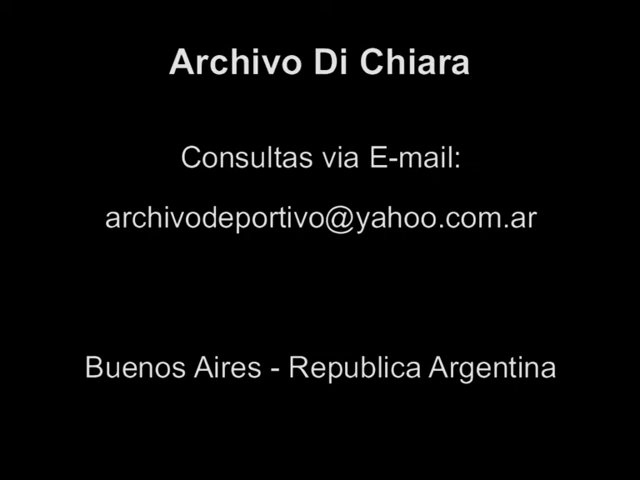 Archivo Di Chiara
Consultas via E-mail:
archivodeportivo@yahoo.com.ar
Buenos Aires - Republica Argentina